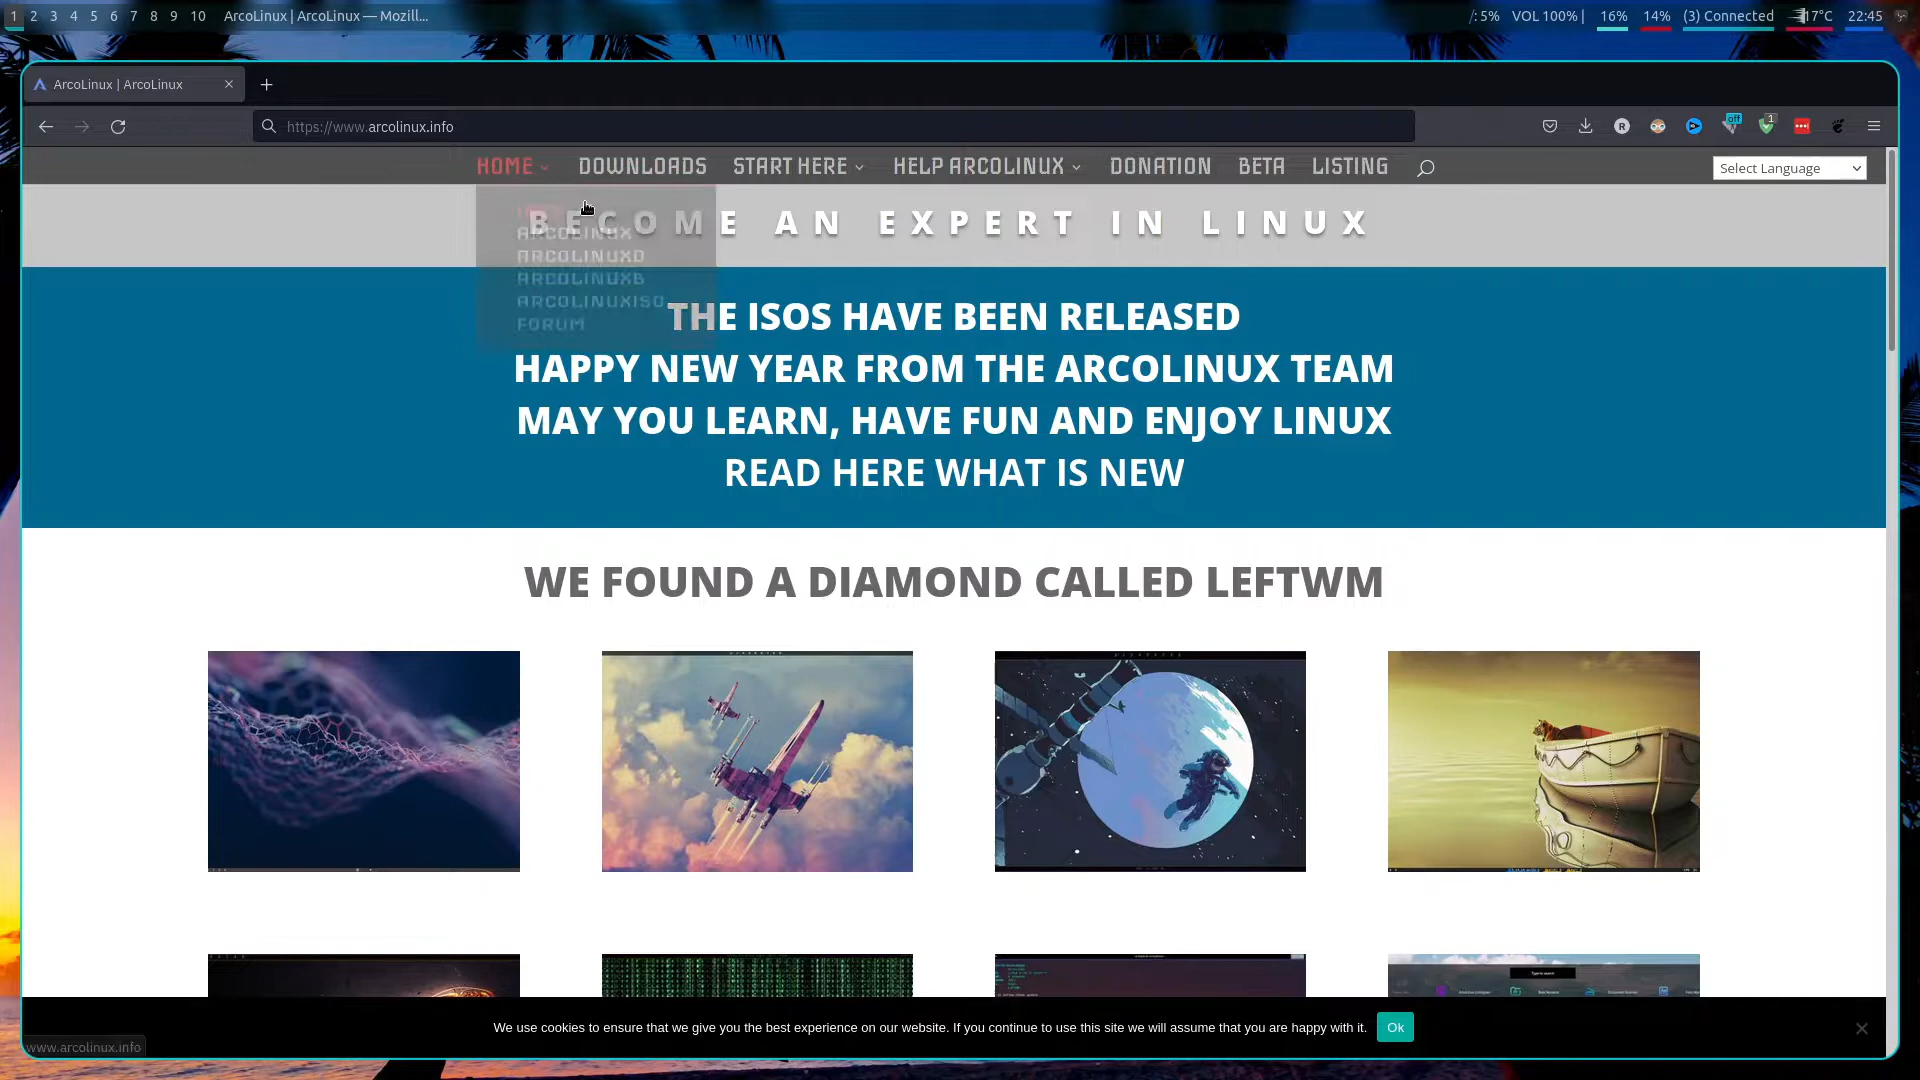 1 2 3 4 5 6 7 8 9 10 ArcoLinux | ArcoLinux — Mozill...
/: 5% VOL 100% | 16% 14% (3) Connected 17°C 22:45
ArcoLinux | ArcoLinux
https://www.arcolinux.info
off
1
HOME DOWNLOADS START HERE HELP ARCOLINUX DONATION BETA LISTING
Select Language
BECOME AN EXPERT IN LINUX
ARCOLINUX
ARCOLINUXD
ARCOLINUXB
ARCOLINUXISO
FORUM
THE ISOS HAVE BEEN RELEASED
HAPPY NEW YEAR FROM THE ARCOLINUX TEAM
MAY YOU LEARN, HAVE FUN AND ENJOY LINUX
READ HERE WHAT IS NEW
WE FOUND A DIAMOND CALLED LEFTWM
We use cookies to ensure that we give you the best experience on our website. If you continue to use this site we will assume that you are happy with it.
Ok
www.arcolinux.info